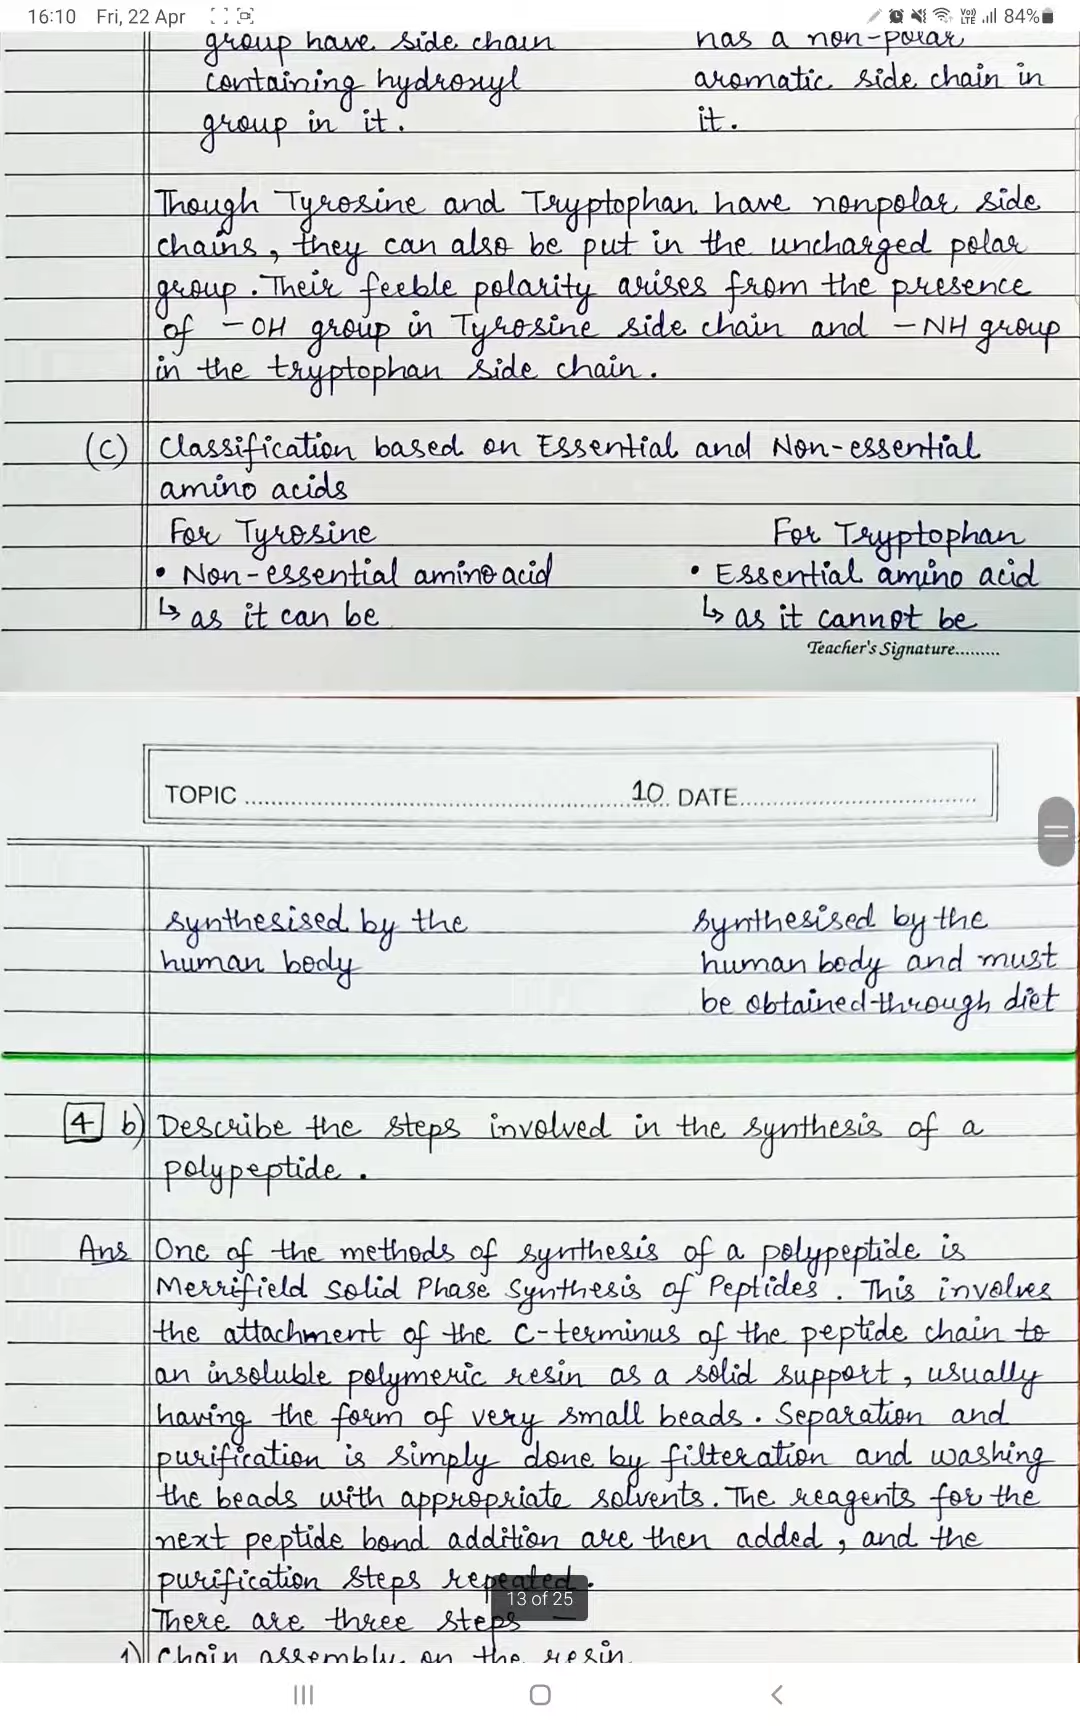 16:10 Fri, 22 Apr 84%
group have side chain has a non-polar
containing hydroxyl aromatic side chain in
group in it. it.
Though Tyrosine and Tryptophan have nonpolar side
chains, they can also be put in the uncharged polar
group. Their feeble polarity arises from the presence
of -OH group in Tyrosine side chain and -NH group
in the tryptophan side chain.
(C) Classification based on Essential and Non-essential
amino acids
For Tyrosine For Tryptophan
• Non-essential amino acid • Essential amino acid
↳ as it can be ↳ as it cannot be
Teacher's Signature.........
TOPIC 10 DATE
synthesised by the synthesised by the
human body human body and must
be obtained through diet
4 b) Describe the steps involved in the synthesis of a
polypeptide.
Ans One of the methods of synthesis of a polypeptide is
Merrifield Solid Phase Synthesis of Peptides. This involves
the attachment of the C-terminus of the peptide chain to
an insoluble polymeric resin as a solid support, usually
having the form of very small beads. Separation and
purification is simply done by filteration and washing
the beads with appropriate solvents. The reagents for the
next peptide bond addition are then added, and the
purification steps repeated.
13 of 25
There are three steps -
1) Chain assembly on the resin